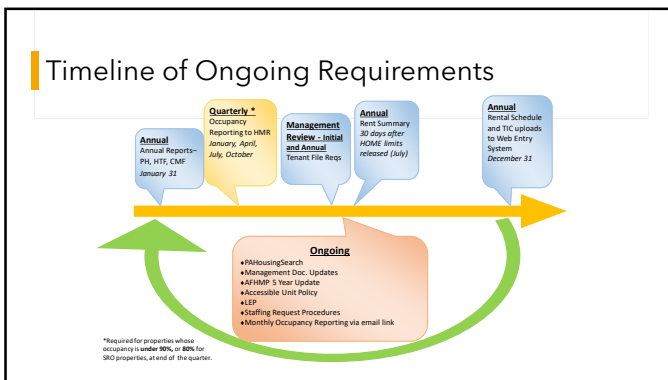 Timeline of Ongoing Requirements
Annual
Annual Reports–
PH, HTF, CMF
January 31
Quarterly *
Occupancy
Reporting to HMR
January, April,
July, October
Management
Review - Initial
and Annual
Tenant File Reqs
Annual
Rent Summary
30 days after
HOME limits
released (July)
Annual
Rental Schedule
and TIC uploads
to Web Entry
System
December 31
Ongoing
♦PAHousingSearch
♦Management Doc. Updates
♦AFHMP 5 Year Update
♦Accessible Unit Policy
♦LEP
♦Staffing Request Procedures
♦Monthly Occupancy Reporting via email link
*Required for properties whose
occupancy is under 90%, or 80% for
SRO properties, at end of the quarter.